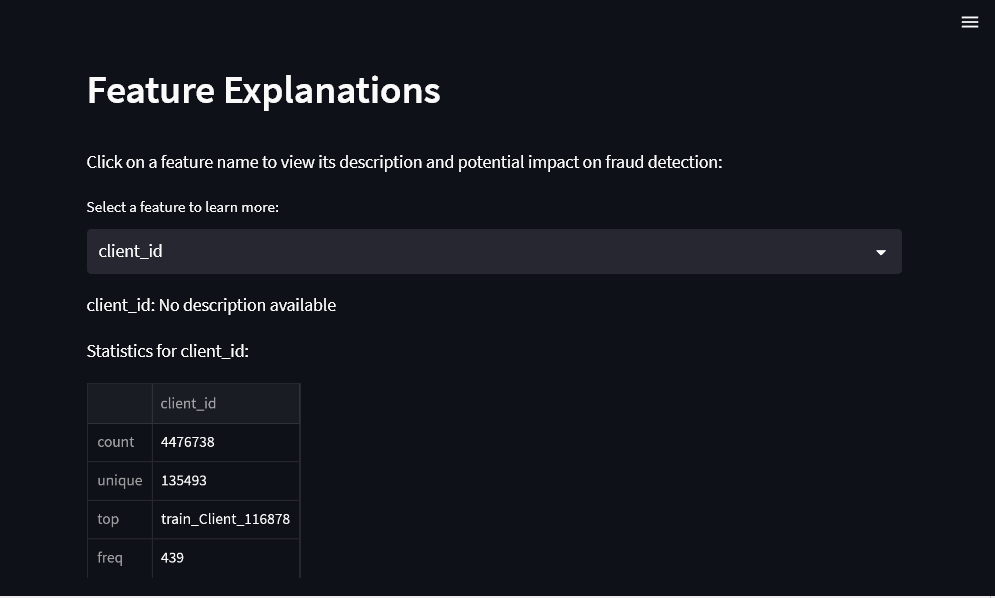 Feature Explanations
Click on a feature name to view its description and potential impact on fraud detection:
Select a feature to learn more:
client_id
client_id: No description available
Statistics for client_id:
client_id
count 4476738
unique 135493
top train_Client_116878
freq 439